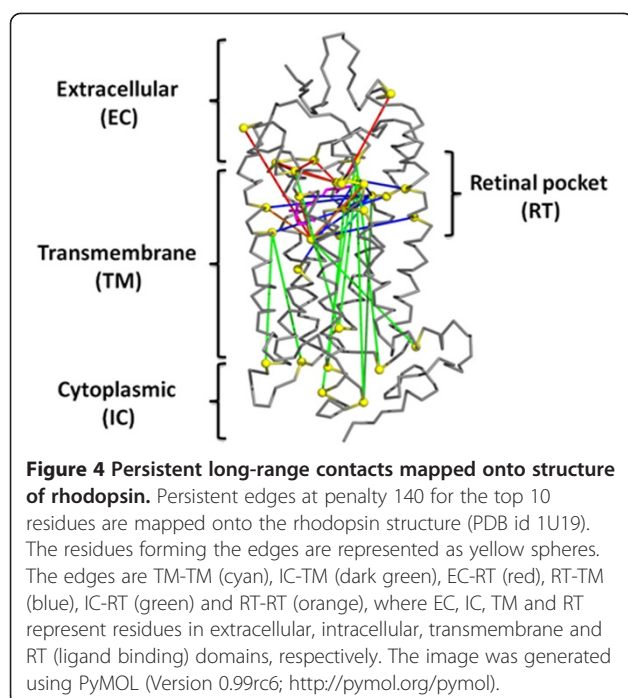 Extracellular
(EC)
Retinal pocket
(RT)
Transmembrane
(TM)
Cytoplasmic
(IC)
Figure 4 Persistent long-range contacts mapped onto structure
of rhodopsin. Persistent edges at penalty 140 for the top 10
residues are mapped onto the rhodopsin structure (PDB id 1U19).
The residues forming the edges are represented as yellow spheres.
The edges are TM-TM (cyan), IC-TM (dark green), EC-RT (red), RT-TM
(blue), IC-RT (green) and RT-RT (orange), where EC, IC, TM and RT
represent residues in extracellular, intracellular, transmembrane and
RT (ligand binding) domains, respectively. The image was generated
using PyMOL (Version 0.99rc6; http://pymol.org/pymol).